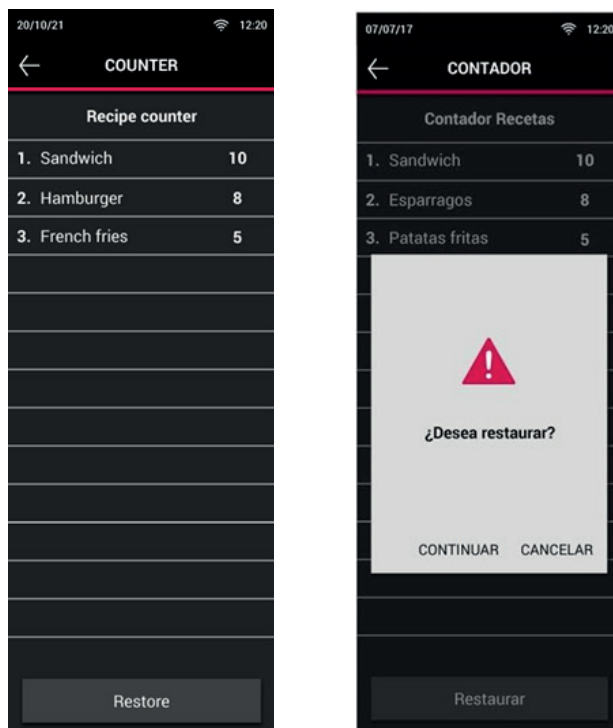 20/10/21 12:20
COUNTER
Recipe counter
1. Sandwich 10
2. Hamburger 8
3. French fries 5
Restore
07/07/17 12:20
CONTADOR
Contador Recetas
1. Sandwich 10
2. Esparragos 8
3. Patatas fritas 5
¿Desea restaurar?
CONTINUAR CANCELAR
Restaurar